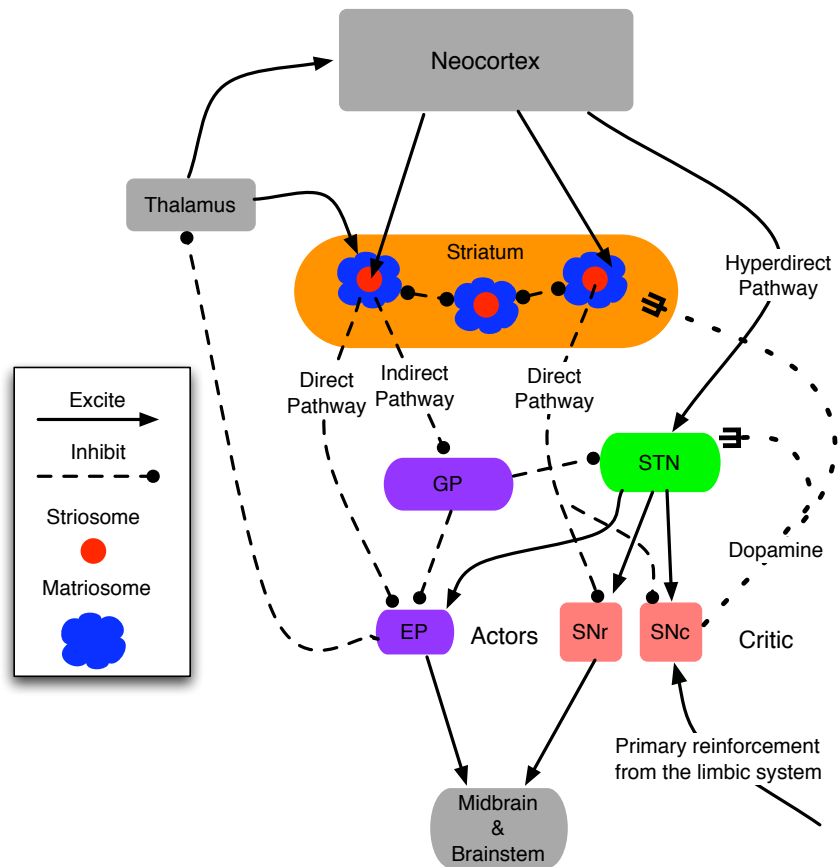 Neocortex
Thalamus
Striatum
Hyperdirect
Pathway
Direct
Pathway
Indirect
Pathway
Direct
Pathway
Excite
Inhibit
Striosome
Matriosome
GP
STN
Dopamine
EP
Actors
SNr
SNc
Critic
Primary reinforcement
from the limbic system
Midbrain
&
Brainstem